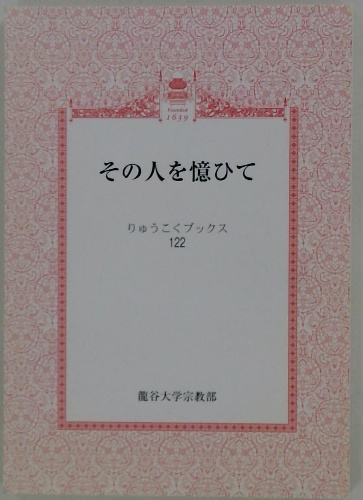 Founded
1639
その人を憶ひて
りゅうこくブックス
122
龍谷大学宗教部